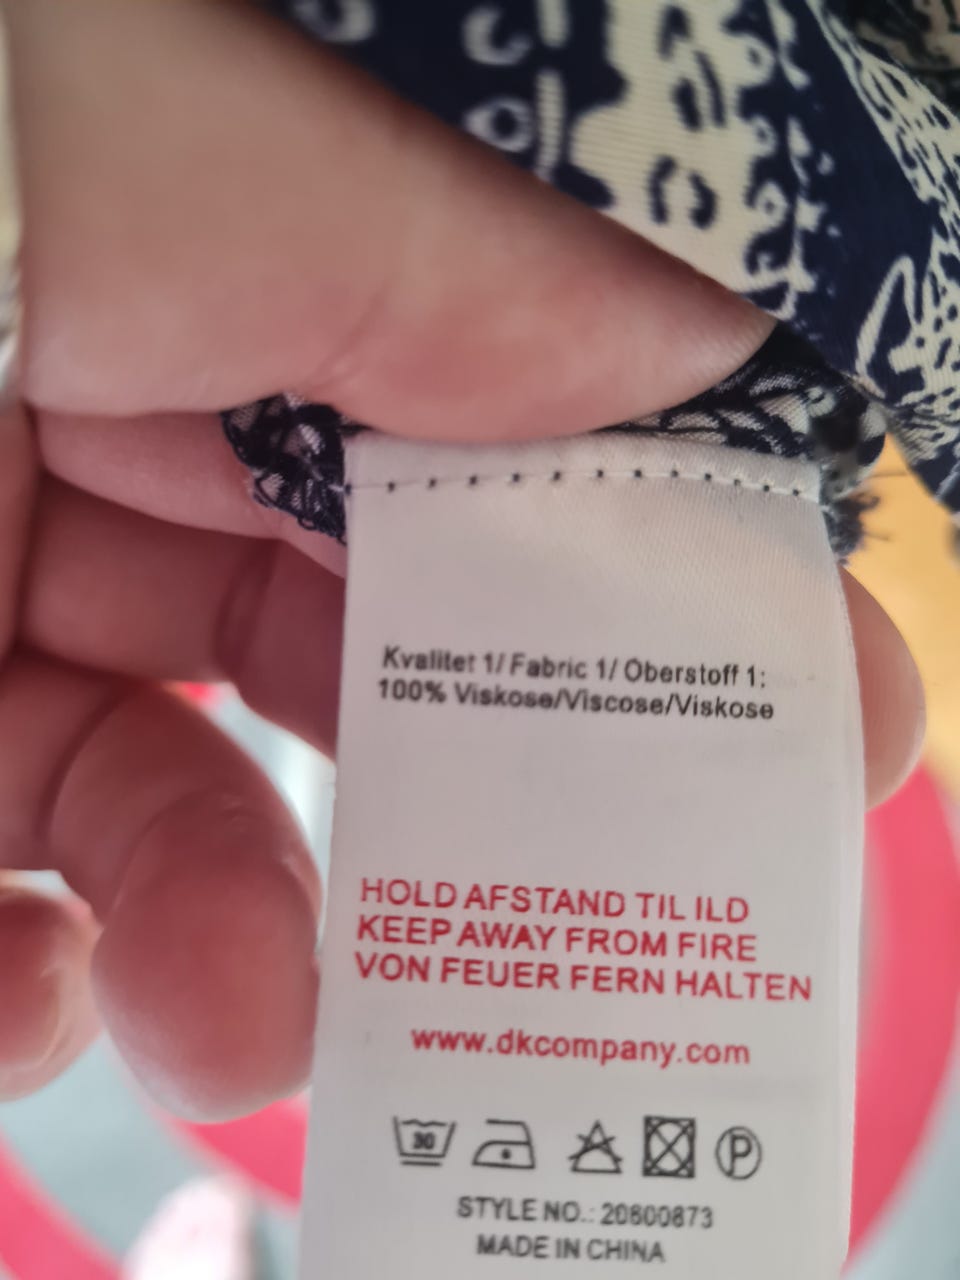 Kvalitet 1/ Fabric 1/ Oberstoff 1:
100% Viskose/Viscose/Viskose
HOLD AFSTAND TIL ILD
KEEP AWAY FROM FIRE
VON FEUER FERN HALTEN
www.dkcompany.com
30
P
STYLE NO.: 20600873
MADE IN CHINA